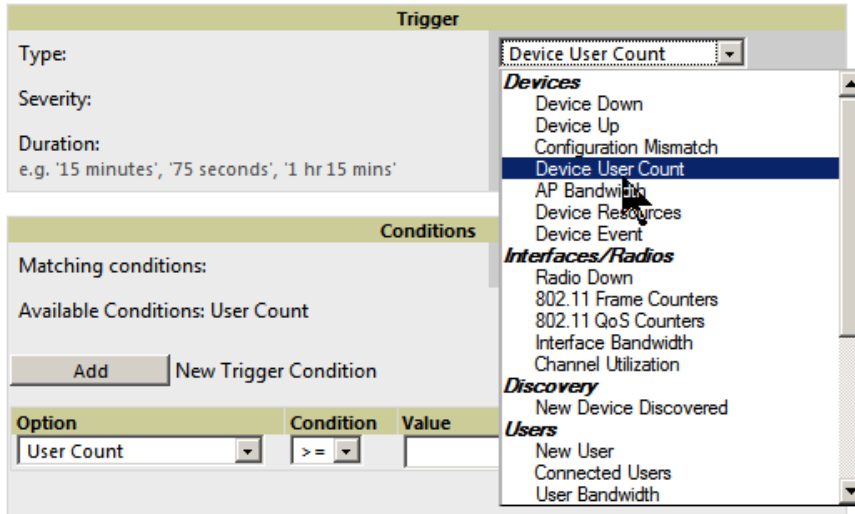 Trigger
Type:
Device User Count
Severity:
Duration:
e.g. '15 minutes', '75 seconds', '1 hr 15 mins'
Devices
Device Down
Device Up
Configuration Mismatch
Device User Count
AP Bandwidth
Device Resources
Device Event
Interfaces/Radios
Radio Down
802.11 Frame Counters
802.11 QoS Counters
Interface Bandwidth
Channel Utilization
Discovery
New Device Discovered
Users
New User
Connected Users
User Bandwidth
Conditions
Matching conditions:
Available Conditions: User Count
Add New Trigger Condition
Option Condition Value
User Count >=